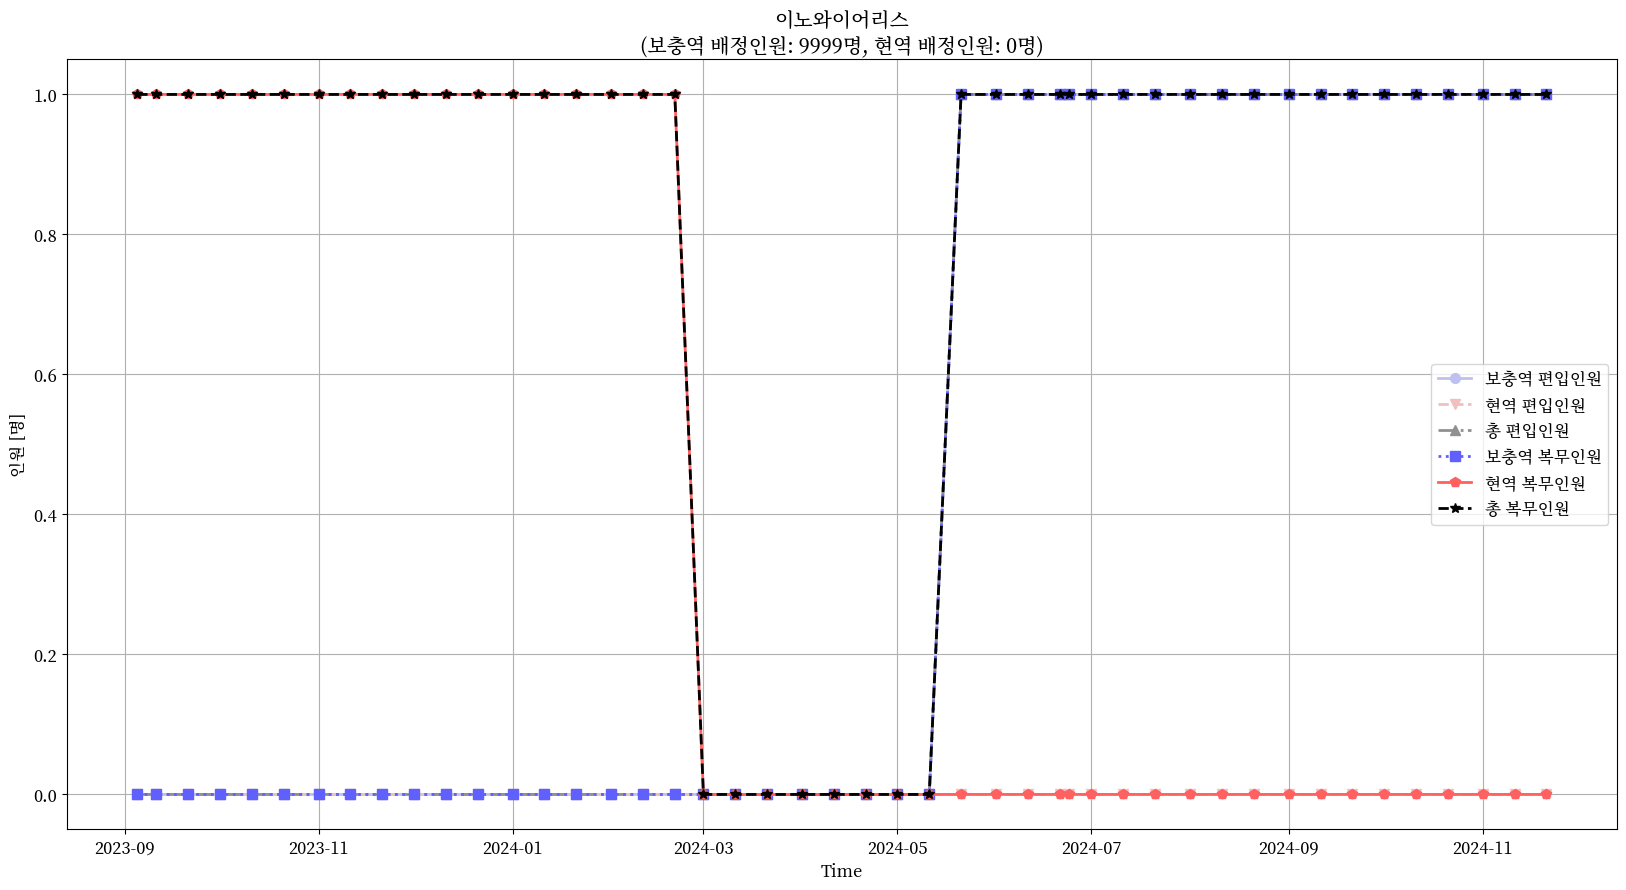 이노와이어리스
(보충역 배정인원: 9999명, 현역 배정인원: 0명)
인원 [명]
1.0
0.8
0.6
0.4
0.2
0.0
보충역 편입인원
현역 편입인원
총 편입인원
보충역 복무인원
현역 복무인원
총 복무인원
2023-09
2023-11
2024-01
2024-03
2024-05
2024-07
2024-09
2024-11
Time